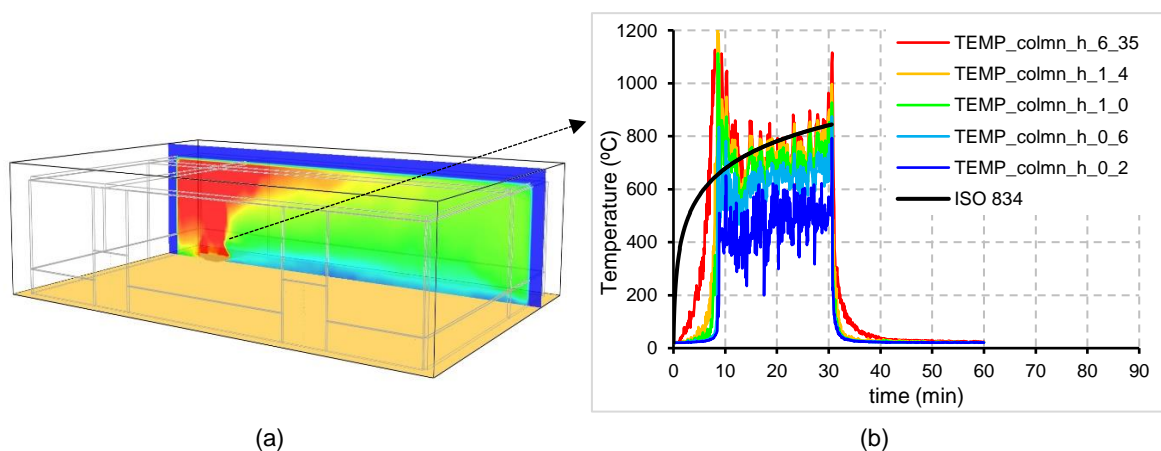 1200
1000
800
600
400
200
0
Temperature (ºC)
TEMP_colmn_h_6_35
TEMP_colmn_h_1_4
TEMP_colmn_h_1_0
TEMP_colmn_h_0_6
TEMP_colmn_h_0_2
ISO 834
0 10 20 30 40 50 60 70 80 90
time (min)
(a) (b)